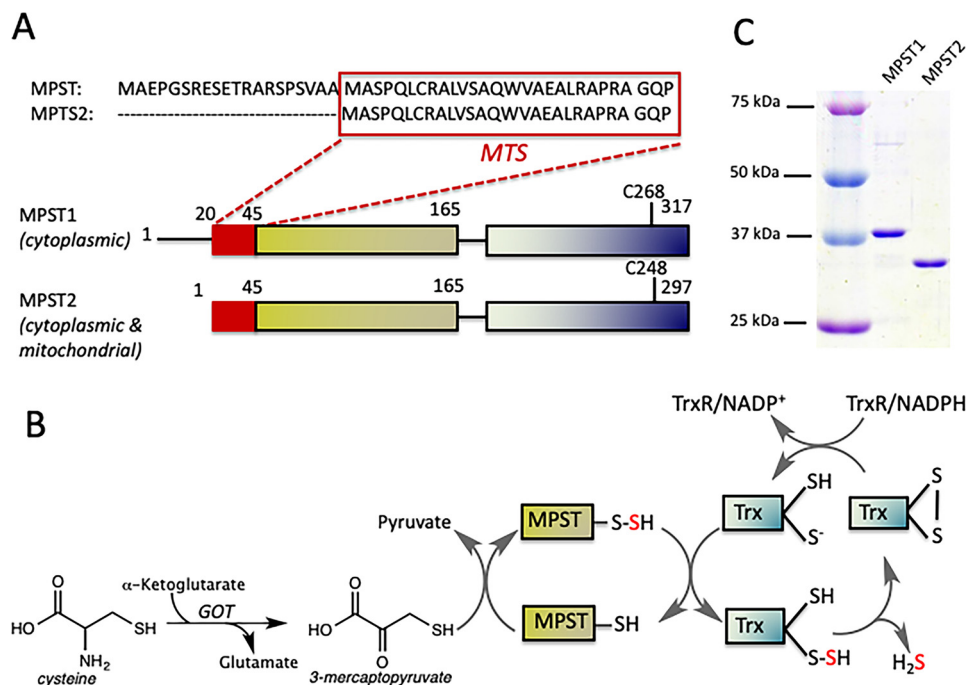 A
MPST: MAEPGSRESETRARSPSVAA MASPQLCRALVSAQWVAEALRAPRA GQP
MPTS2: -------------------------------- MASPQLCRALVSAQWVAEALRAPRA GQP
MTS
MPST1
(cytoplasmic)
1
20
45
165
C268
317
MPST2
(cytoplasmic &
mitochondrial)
1
45
165
C248
297
C
MPST1
MPST2
75 kDa
50 kDa
37 kDa
25 kDa
B
TrxR/NADP+
TrxR/NADPH
Pyruvate
MPST
S-SH
MPST
SH
Trx
SH
S-
Trx
S
S
Trx
SH
S-SH
H2S
α-Ketoglutarate
GOT
Glutamate
O
HO
SH
NH2
cysteine
O
HO
SH
O
3-mercaptopyruvate